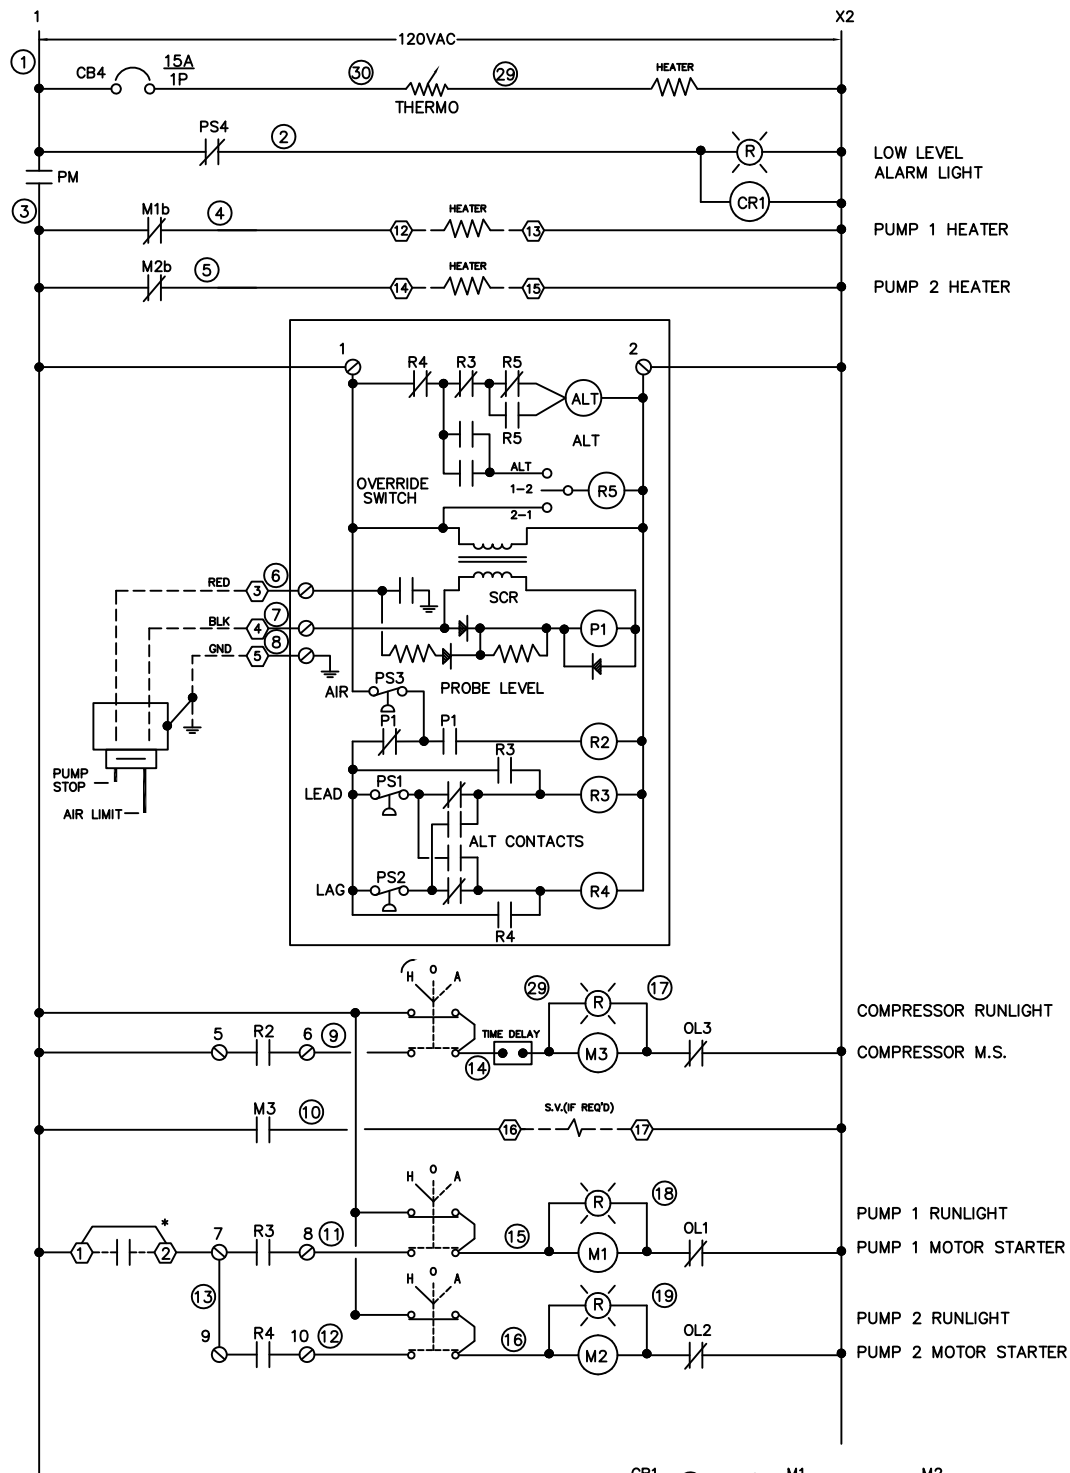 1 X2
120VAC
1 CB4 15A 30 29 HEATER
1P THERMO
PS4 2 R LOW LEVEL
ALARM LIGHT
PM CR1
3 M1b 4 12 HEATER 13 PUMP 1 HEATER
M2b 5 14 HEATER 15 PUMP 2 HEATER
1 2
R4 R3 R5
ALT
R5 ALT
OVERRIDE ALT
SWITCH 1-2 R5
2-1
RED 3 6 SCR
BLK 4 7 P1
GND 5 8
AIR PS3 PROBE LEVEL
P1 P1 R2
R3
PUMP
STOP
LEAD PS1 R3
AIR LIMIT
ALT CONTACTS
LAG PS2 R4
R4
H O A 29 17
R COMPRESSOR RUNLIGHT
5 R2 6 9 TIME DELAY M3 OL3 COMPRESSOR M.S.
14
M3 10 16 S.V.(IF REQ'D) 17
H O A 18
R PUMP 1 RUNLIGHT
*
1 2 7 R3 8 11 15 M1 OL1 PUMP 1 MOTOR STARTER
13 H O A 19
R PUMP 2 RUNLIGHT
9 R4 10 12 16 M2 OL2 PUMP 2 MOTOR STARTER
CR1 M1 M2